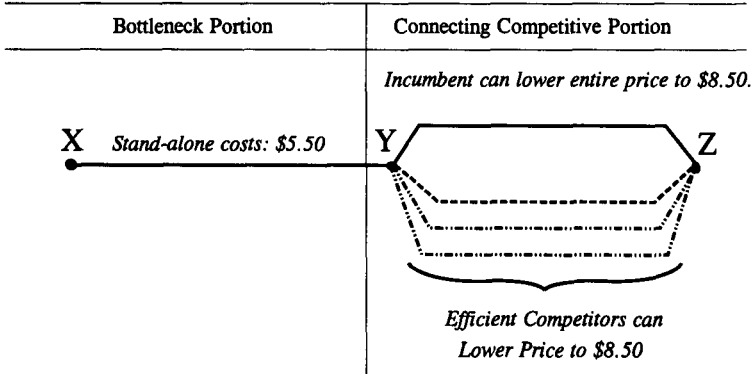 Bottleneck Portion
Connecting Competitive Portion
Incumbent can lower entire price to $8.50.
X
Stand-alone costs: $5.50
Y
Z
Efficient Competitors can
Lower Price to $8.50